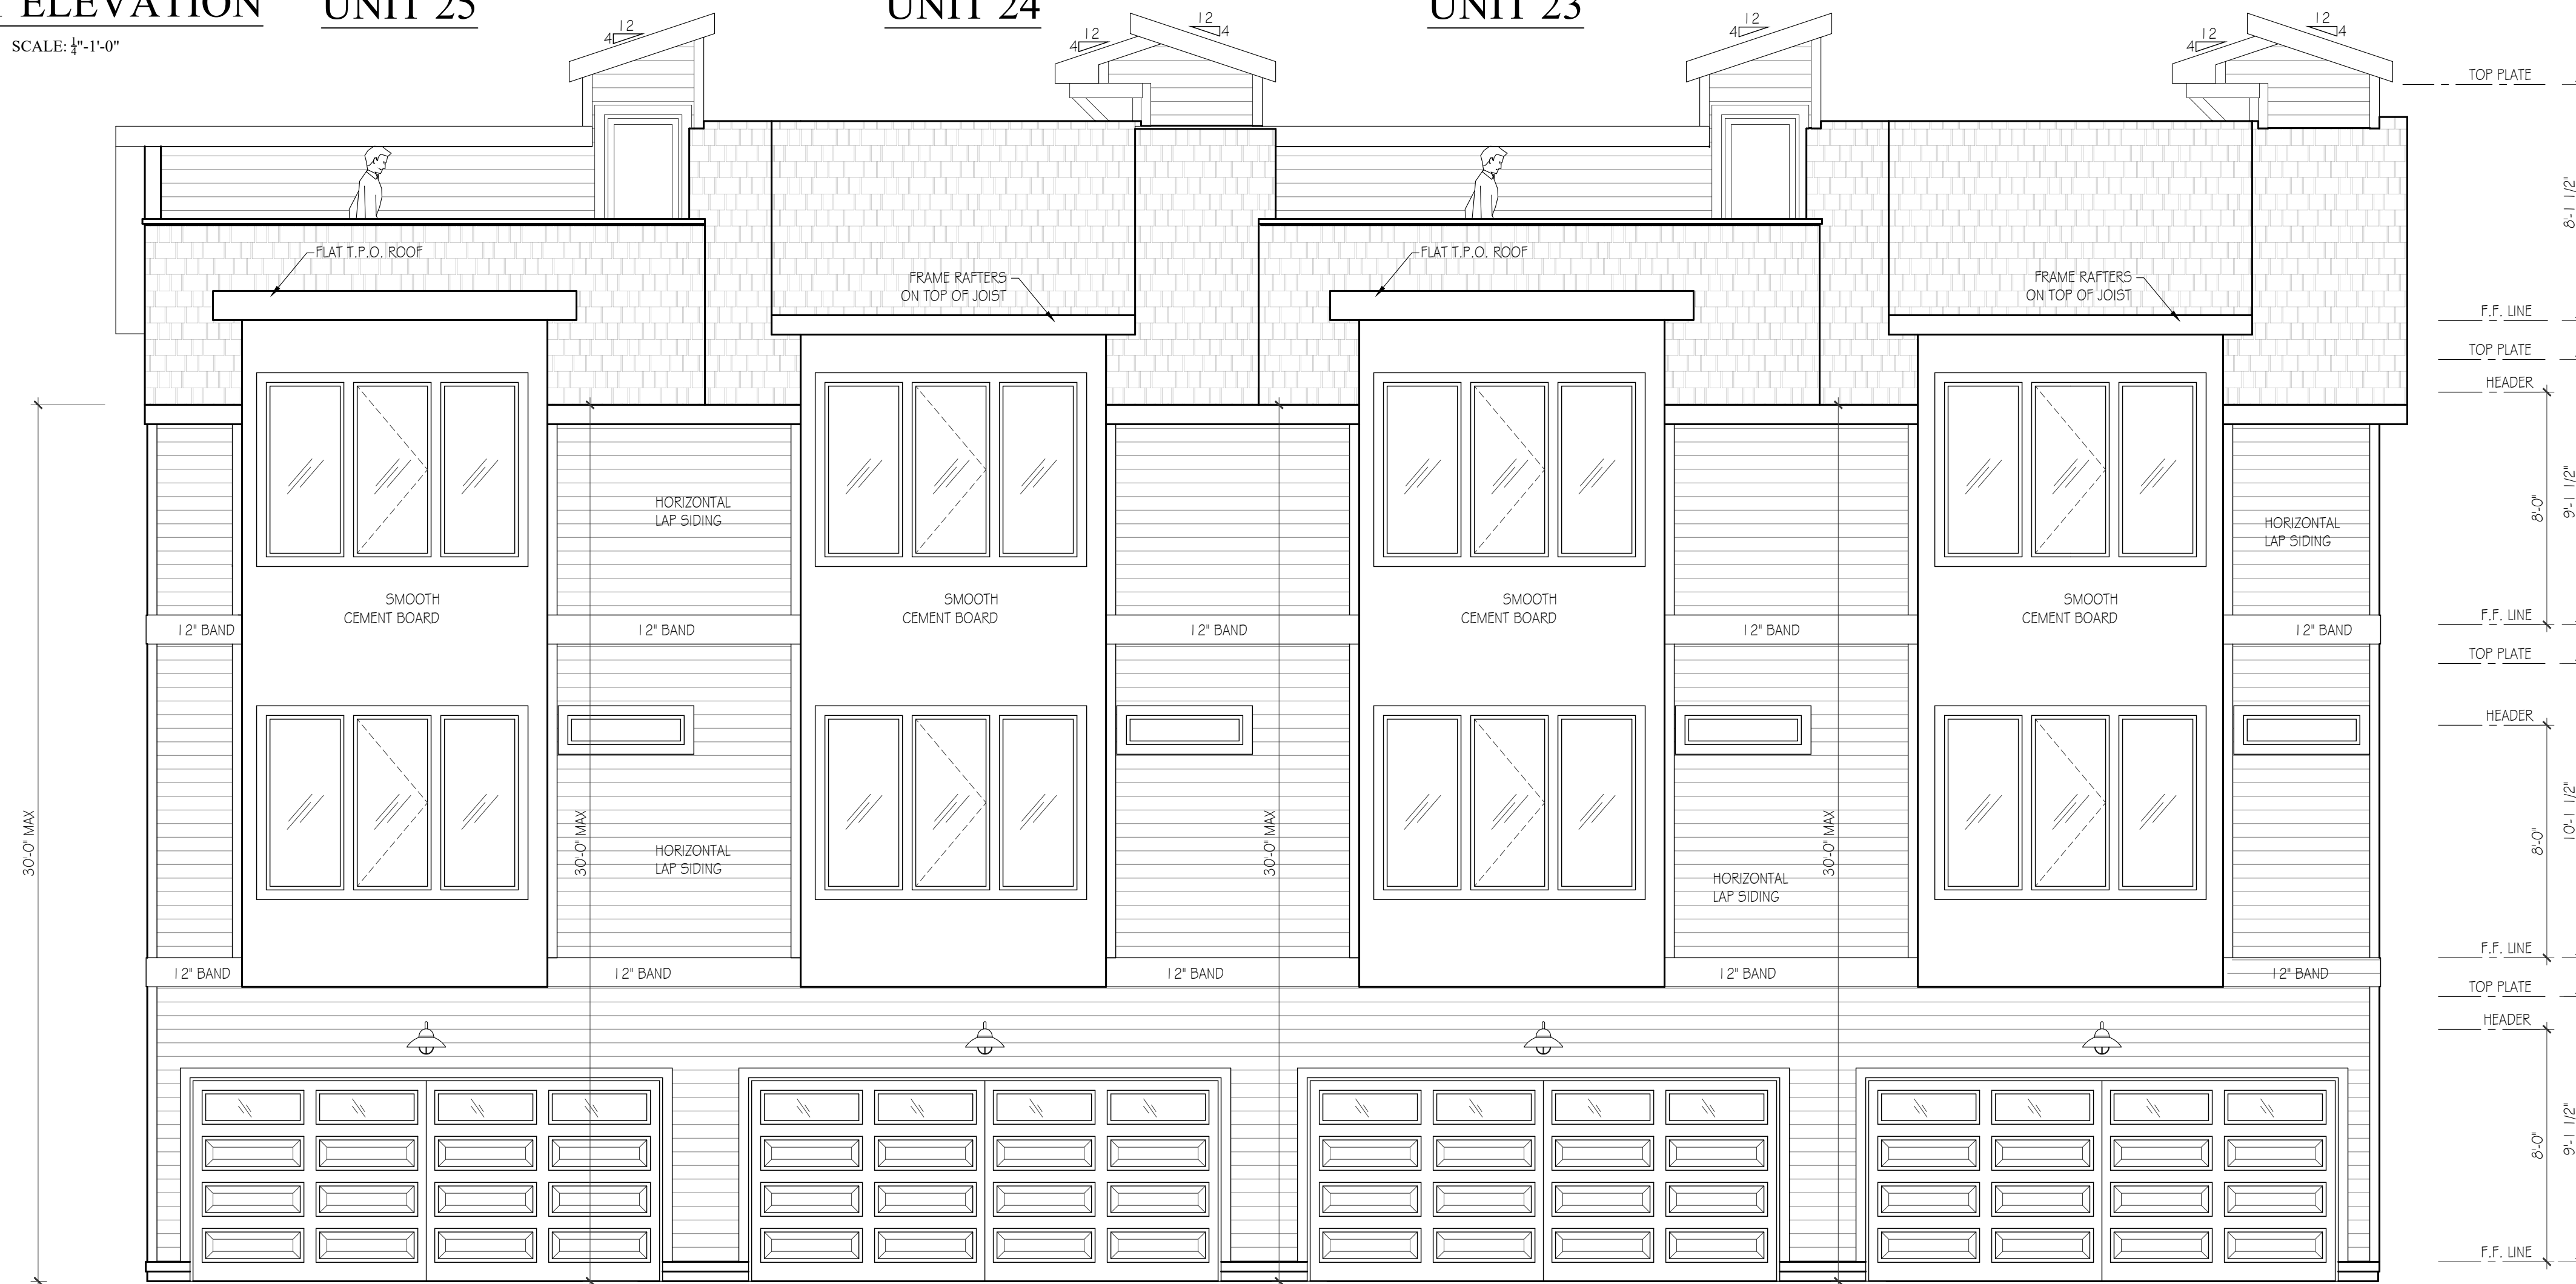 ELEVATION
UNIT 25
UNIT 24
UNIT 23
SCALE: 1/4"-1'-0"
12
4
12
4
12
4
12
4
12
4
12
4
TOP PLATE
8'-1 1/2"
FLAT T.P.O. ROOF
FRAME RAFTERS
ON TOP OF JOIST
FLAT T.P.O. ROOF
FRAME RAFTERS
ON TOP OF JOIST
F.F. LINE
TOP PLATE
HEADER
HORIZONTAL
LAP SIDING
HORIZONTAL
LAP SIDING
8'-0"
9'-1 1/2"
SMOOTH
CEMENT BOARD
SMOOTH
CEMENT BOARD
SMOOTH
CEMENT BOARD
SMOOTH
CEMENT BOARD
12" BAND
12" BAND
12" BAND
12" BAND
12" BAND
F.F. LINE
TOP PLATE
HEADER
30'-0" MAX
30'-0" MAX
30'-0" MAX
30'-0" MAX
HORIZONTAL
LAP SIDING
HORIZONTAL
LAP SIDING
8'-0"
10'-1 1/2"
12" BAND
12" BAND
12" BAND
12" BAND
12" BAND
F.F. LINE
TOP PLATE
HEADER
8'-0"
9'-1 1/2"
F.F. LINE